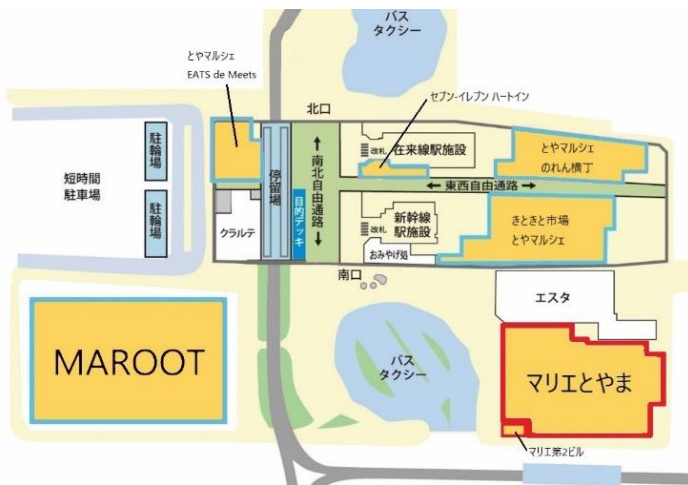 バス
タクシー
とやマルシェ
EATS de Meets
セブン-イレブン ハートイン
北口
駐輪場
短時間
駐車場
駐輪場
停留場
南北自由通路
改札
在来線駅施設
とやマルシェ
のれん横丁
東西自由通路
クラルテ
目的デッキ
新幹線
駅施設
改札
おみやげ処
きときと市場
とやマルシェ
南口
エスタ
MAROOT
バス
タクシー
マリエとやま
マリエ第2ビル